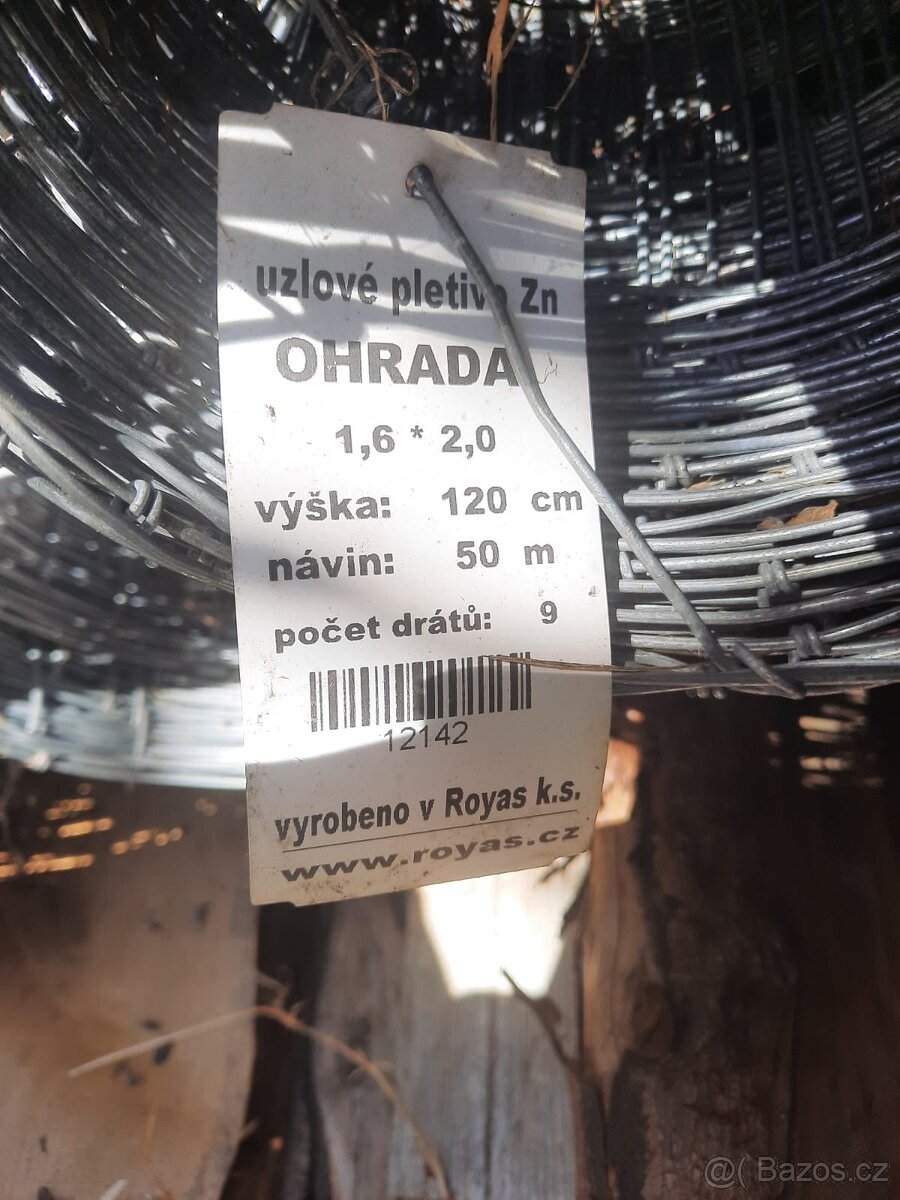 uzlové pletivo Zn
OHRADA
1,6 * 2,0
výška: 120 cm
návin: 50 m
počet drátů: 9
12142
vyrobeno v Royas k.s.
www.royas.cz
@( Bazos.cz